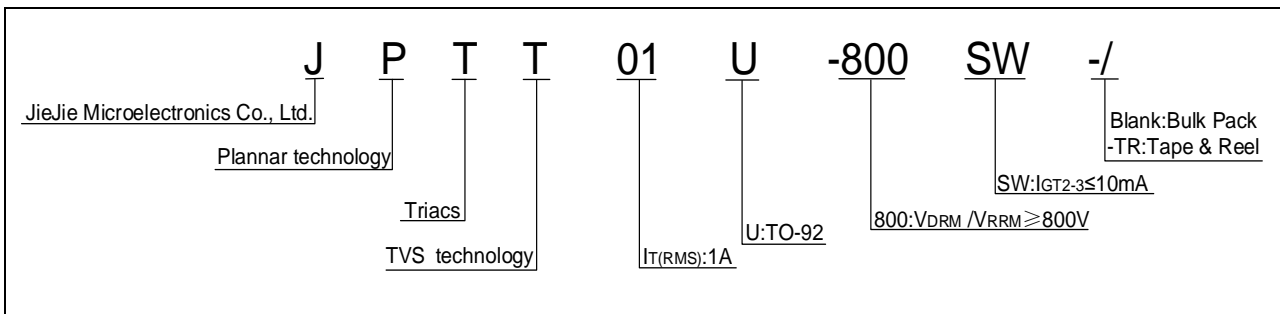 J P T T 01 U -800 SW -/
JieJie Microelectronics Co., Ltd.
Blank:Bulk Pack
-TR:Tape & Reel
Plannar technology
SW:IGT2-3≤10mA
Triacs
800:VDRM /VRRM≥800V
U:TO-92
TVS technology
IT(RMS):1A